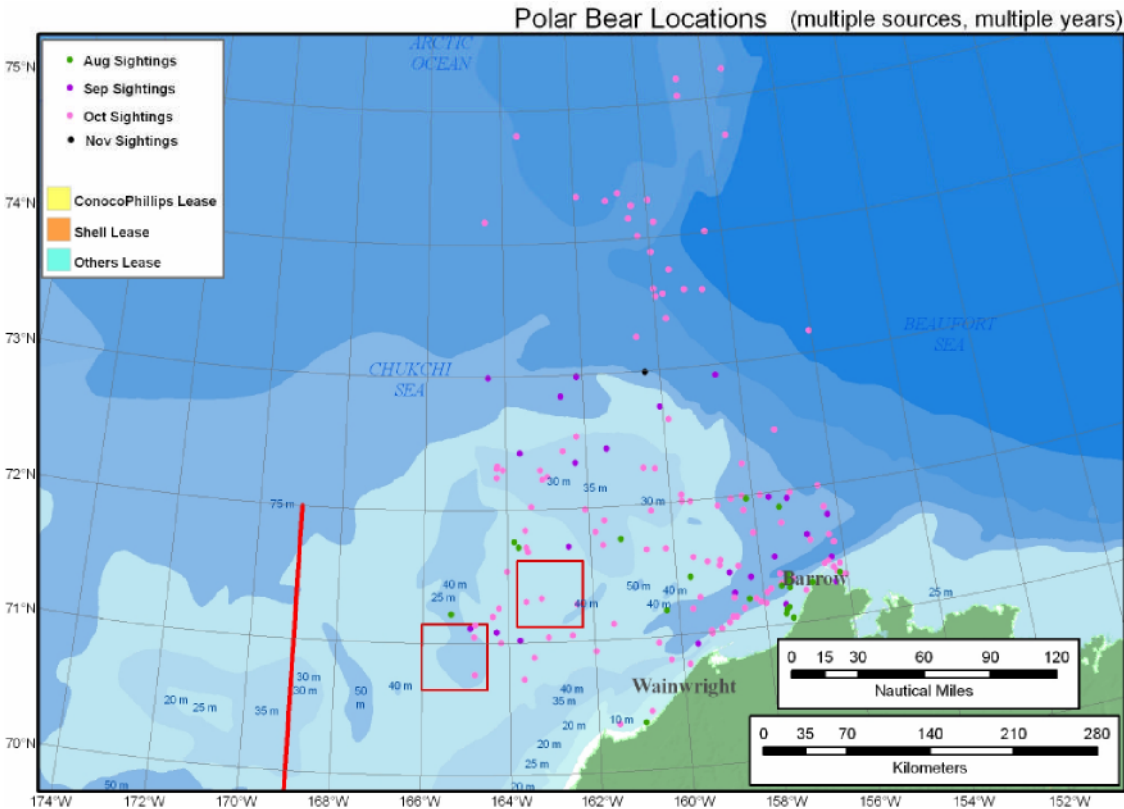 Polar Bear Locations (multiple sources, multiple years)
75°N
74°N
73°N
72°N
71°N
70°N
Aug Sightings
Sep Sightings
Oct Sightings
Nov Sightings
ConocoPhillips Lease
Shell Lease
Others Lease
ARCTIC
OCEAN
BEAUFORT
SEA
CHUKCHI
SEA
75 m
30 m
35 m
30 m
40 m
25 m
50 m
40 m
40 m
40 m
25 m
Barrow
Wainwright
30 m
30 m
20 m
25 m
35 m
50
m
40 m
40 m
35 m
20 m
10 m
20 m
25 m
20 m
50 m
0 15 30 60 90 120
Nautical Miles
0 35 70 140 210 280
Kilometers
174°W 172°W 170°W 168°W 166°W 164°W 162°W 160°W 158°W 156°W 154°W 152°W